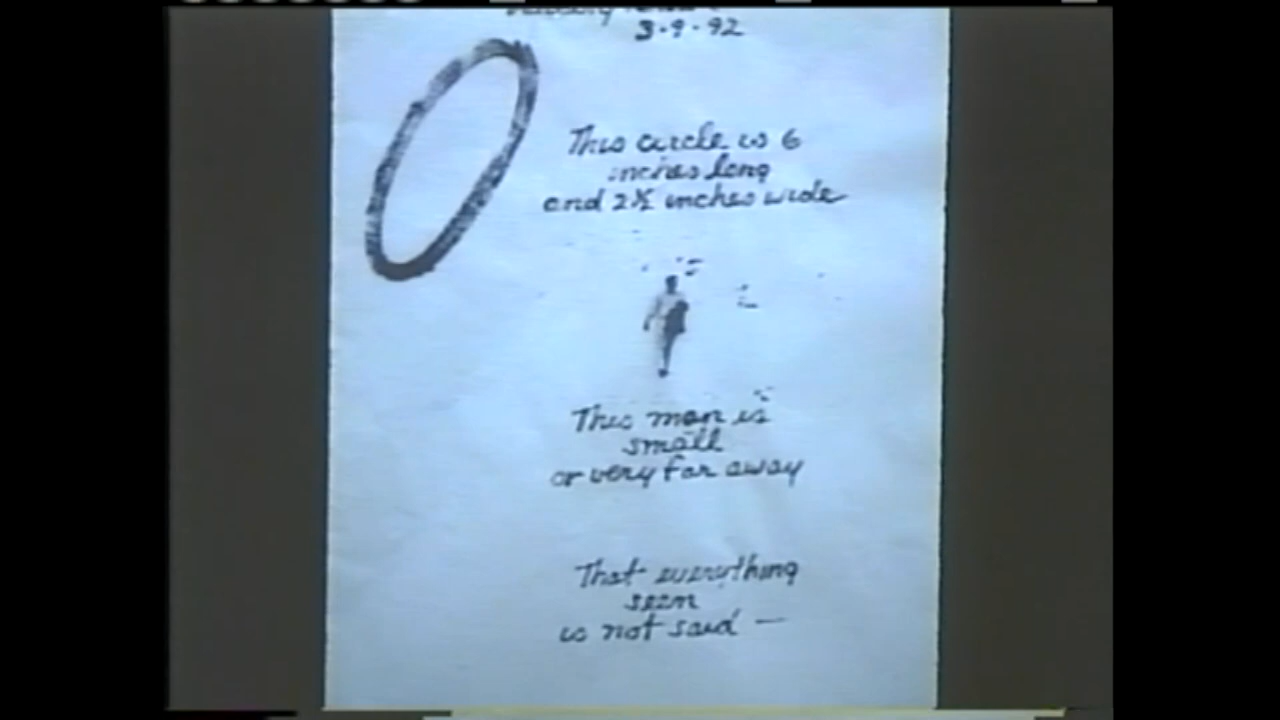 3-9-92
This circle is 6
inches long
and 2½ inches wide
This man is
small
or very far away
That everything
seen
is not said —